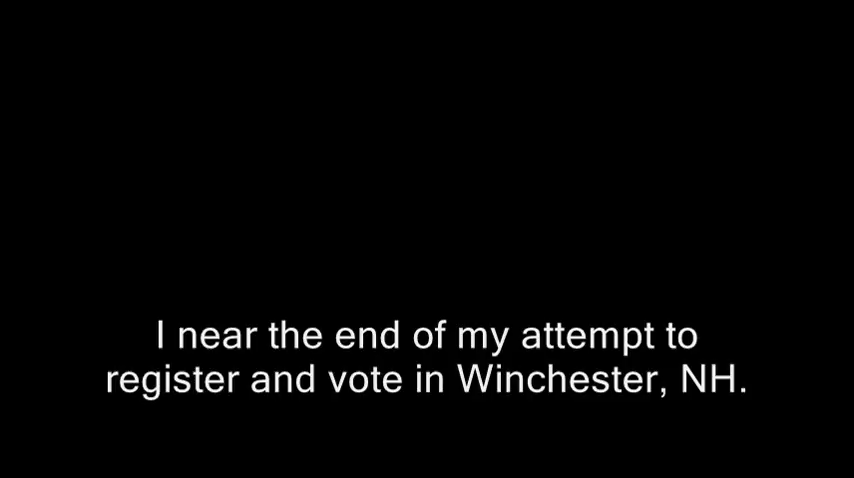 I near the end of my attempt to
register and vote in Winchester, NH.